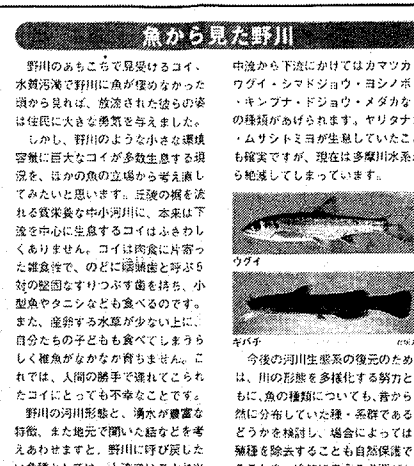 魚から見た野川
野川のあちこちで見受けるコイ、
水質汚濁で野川に魚が棲めなかった
頃から見れば、放流された彼らの姿
は住民に大きな勇気を与えました。
しかし、野川のような小さな環境
容量に巨大なコイが多数生息する現
況を、ほかの魚の立場から考え直し
てみたいと思います。丘陵の裾を流
れる貧栄養な中小河川に、本来は下
流を中心に生息するコイはふさわし
くありません。コイは肉食に片寄っ
た雑食性で、のどに咽頭歯と呼ぶ5
対の堅固なすりつぶす歯を持ち、小
型魚やタニシなども食べるのです。
また、産卵する水草が少ない上に、
自分たちの子どもも食べてしまうら
しく稚魚がなかなか育ちません。こ
れでは、人間の勝手で連れてこられ
たコイにとっても不幸なことです。
野川の河川形態と、湧水が豊富な
特徴、また地元で聞いた話などを考
えあわせますと、野川に呼び戻した
中流から下流にかけてはカマツカ
ウグイ・シマドジョウ・ヨシノボ
・キンブナ・ドジョウ・メダカな
の種類があげられます。ヤリタナ
・ムサシトミヨが生息していたこ
も確実ですが、現在は多摩川水系
ら絶滅してしまっています。
ウグイ
ギバチ
今後の河川生態系の復元のため
は、川の形態を多様化する努力と
もに、魚の種類についても、昔から
然に分布していた種・系群である
どうかを検討し、場合によっては
殖種を除去することも自然保護で